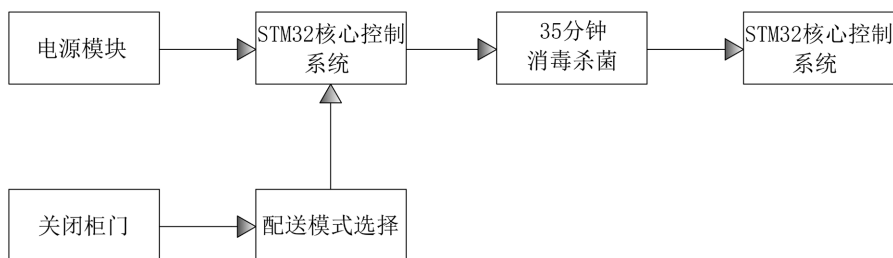 电源模块
STM32核心控制
系统
35分钟
消毒杀菌
STM32核心控制
系统
关闭柜门
配送模式选择